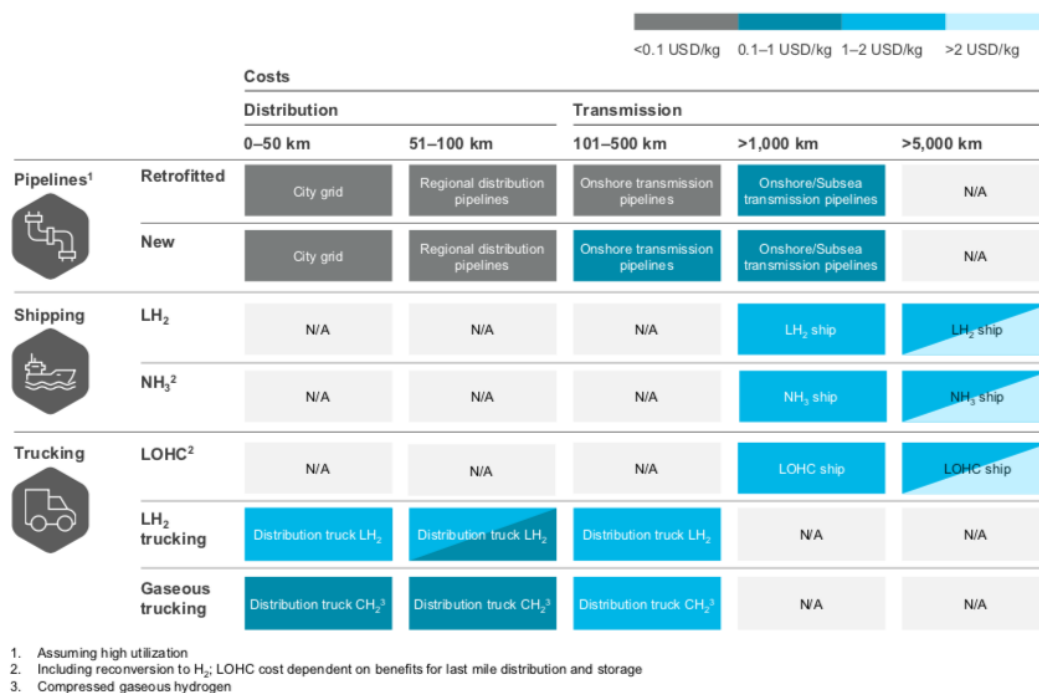 <0.1 USD/kg 0.1–1 USD/kg 1–2 USD/kg >2 USD/kg
Costs
Distribution Transmission
0–50 km 51–100 km 101–500 km >1,000 km >5,000 km
Pipelines¹
Retrofitted
City grid
Regional distribution
pipelines
Onshore transmission
pipelines
Onshore/Subsea
transmission pipelines
N/A
New
City grid
Regional distribution
pipelines
Onshore transmission
pipelines
Onshore/Subsea
transmission pipelines
N/A
Shipping
LH₂
N/A
N/A
N/A
LH₂ ship
LH₂ ship
NH₃²
N/A
N/A
N/A
NH₃ ship
NH₃ ship
Trucking
LOHC²
N/A
N/A
N/A
LOHC ship
LOHC ship
LH₂
trucking
Distribution truck LH₂
Distribution truck LH₂
Distribution truck LH₂
N/A
N/A
Gaseous
trucking
Distribution truck CH₂³
Distribution truck CH₂³
Distribution truck CH₂³
N/A
N/A
1. Assuming high utilization
2. Including reconversion to H₂; LOHC cost dependent on benefits for last mile distribution and storage
3. Compressed gaseous hydrogen